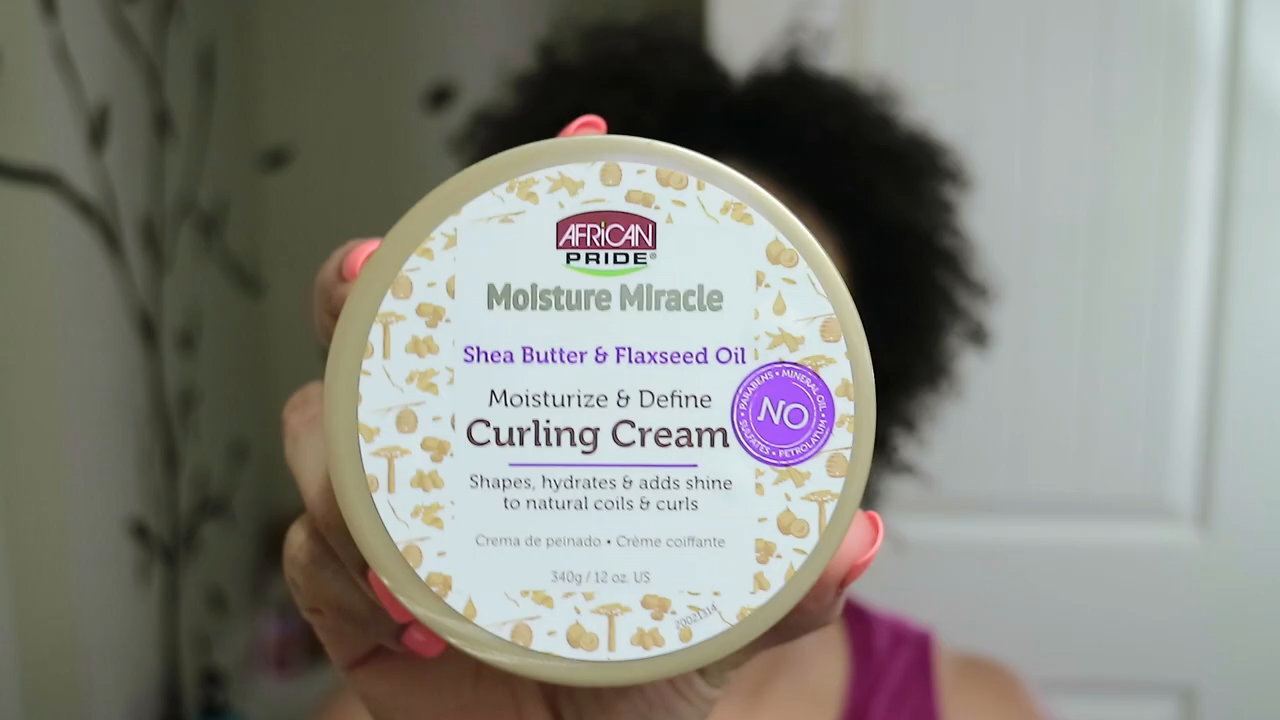 AFRICAN
PRIDE®
Moisture Miracle
Shea Butter & Flaxseed Oil
Moisturize & Define
Curling Cream
NO
PARABENS • MINERAL OIL • PETROLATUM • SULFATES •
Shapes, hydrates & adds shine
to natural coils & curls
Crema de peinado • Crème coiffante
340g / 12 oz. US
20021314